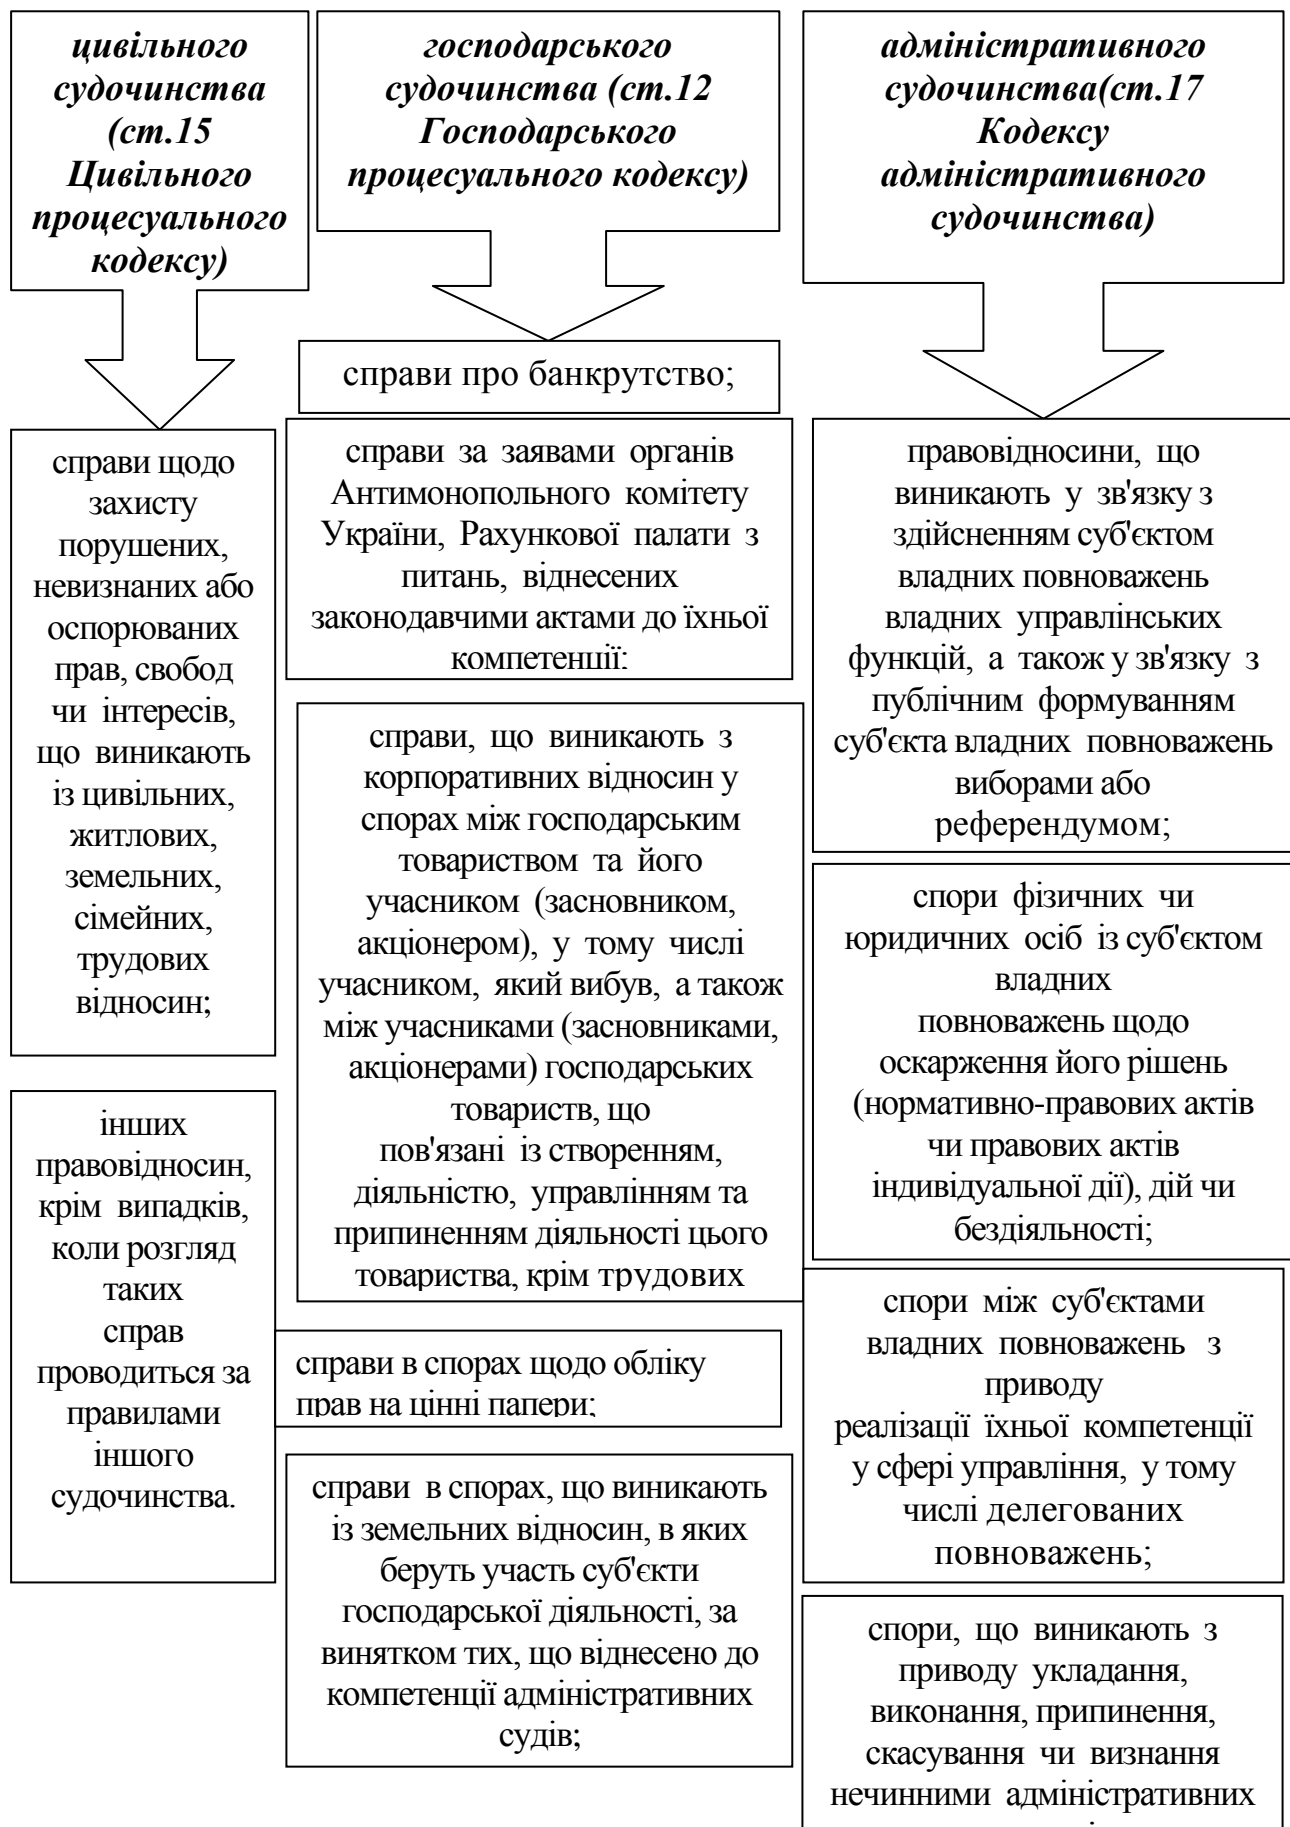 цивільного
судочинства
(ст.15
Цивільного
процесуального
кодексу)
господарського
судочинства (ст.12
Господарського
процесуального кодексу)
адміністративного
судочинства(ст.17
Кодексу
адміністративного
судочинства)
справи щодо
захисту
порушених,
невизнаних або
оспорюваних
прав, свобод
чи інтересів,
що виникають
із цивільних,
житлових,
земельних,
сімейних,
трудових
відносин;
інших
правовідносин,
крім випадків,
коли розгляд
таких
справ
проводиться за
правилами
іншого
судочинства.
справи про банкрутство;
справи за заявами органів
Антимонопольного комітету
України, Рахункової палати з
питань, віднесених
законодавчими актами до їхньої
компетенції;
справи, що виникають з
корпоративних відносин у
спорах між господарським
товариством та його
учасником (засновником,
акціонером), у тому числі
учасником, який вибув, а також
між учасниками (засновниками,
акціонерами) господарських
товариств, що
пов'язані із створенням,
діяльністю, управлінням та
припиненням діяльності цього
товариства, крім трудових
справи в спорах щодо обліку
прав на цінні папери;
справи в спорах, що виникають
із земельних відносин, в яких
беруть участь суб'єкти
господарської діяльності, за
винятком тих, що віднесено до
компетенції адміністративних
судів;
правовідносини, що
виникають у зв'язку з
здійсненням суб'єктом
владних повноважень
владних управлінських
функцій, а також у зв'язку з
публічним формуванням
суб'єкта владних повноважень
виборами або
референдумом;
спори фізичних чи
юридичних осіб із суб'єктом
владних
повноважень щодо
оскарження його рішень
(нормативно-правових актів
чи правових актів
індивідуальної дії), дій чи
бездіяльності;
спори між суб'єктами
владних повноважень з
приводу
реалізації їхньої компетенції
у сфері управління, у тому
числі делегованих
повноважень;
спори, що виникають з
приводу укладання,
виконання, припинення,
скасування чи визнання
нечинними адміністративних